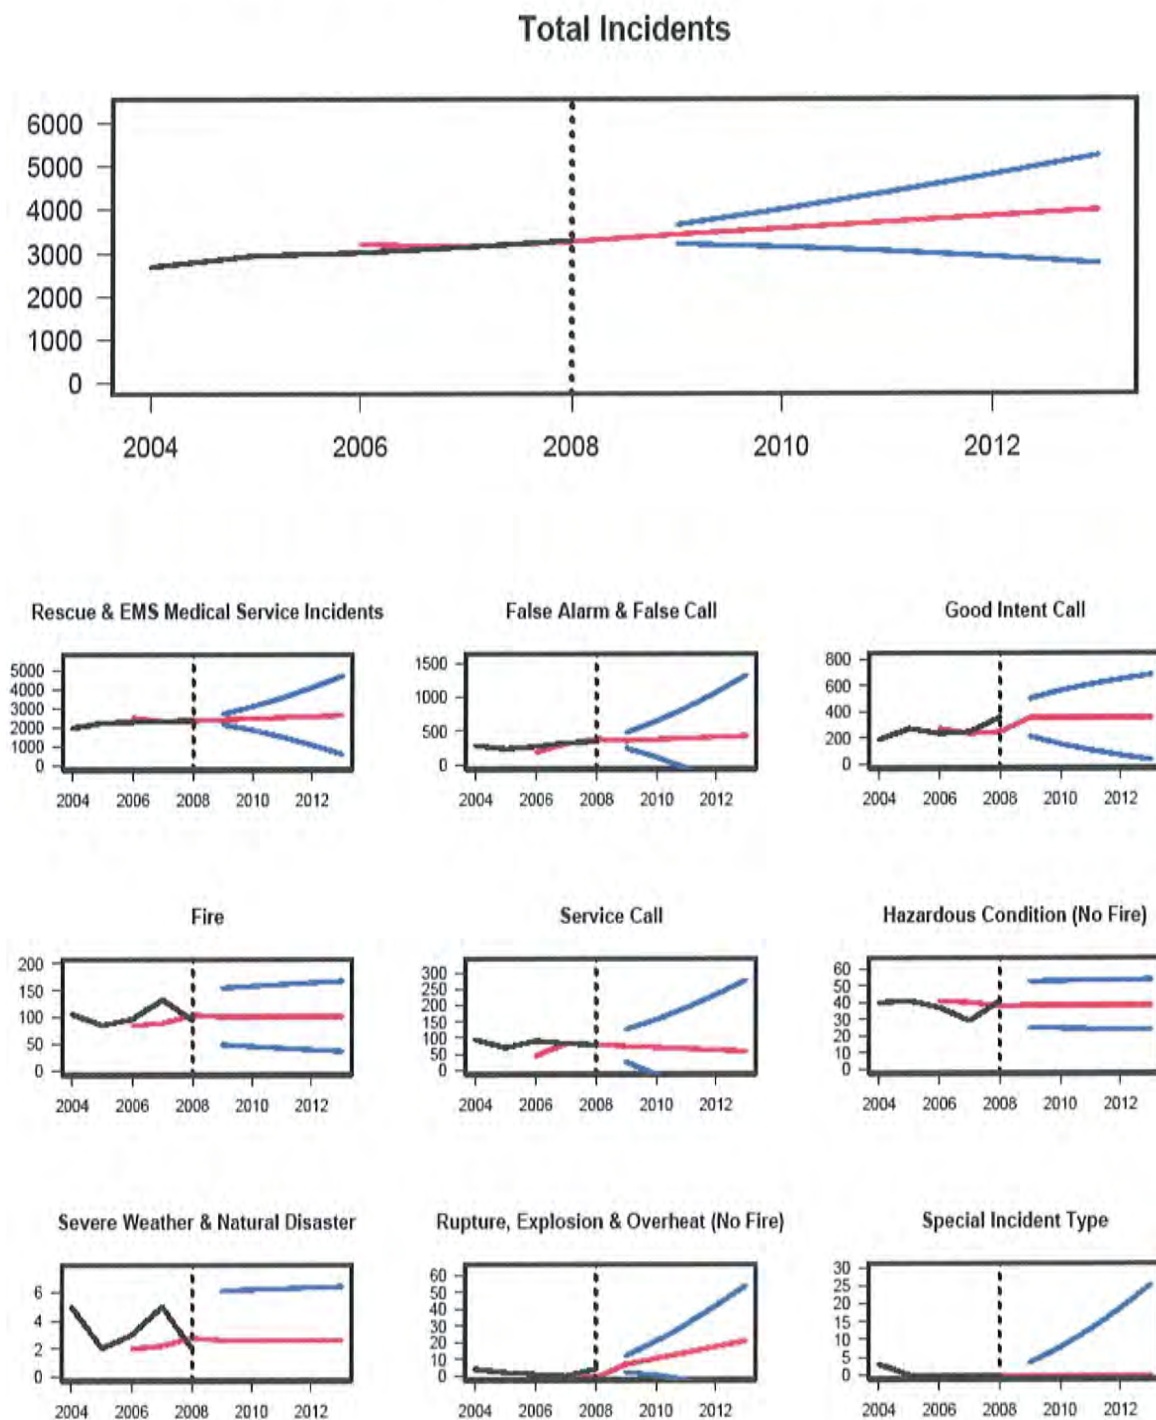 Total Incidents
6000
5000
4000
3000
2000
1000
0
2004 2006 2008 2010 2012
Rescue & EMS Medical Service Incidents
5000
4000
3000
2000
1000
0
2004 2006 2008 2010 2012
False Alarm & False Call
1500
1000
500
0
2004 2006 2008 2010 2012
Good Intent Call
800
600
400
200
0
2004 2006 2008 2010 2012
Fire
200
150
100
50
0
2004 2006 2008 2010 2012
Service Call
300
250
200
150
100
50
0
2004 2006 2008 2010 2012
Hazardous Condition (No Fire)
60
50
40
30
20
10
0
2004 2006 2008 2010 2012
Severe Weather & Natural Disaster
6
4
2
0
2004 2006 2008 2010 2012
Rupture, Explosion & Overheat (No Fire)
60
50
40
30
20
10
0
2004 2006 2008 2010 2012
Special Incident Type
30
25
20
15
10
5
0
2004 2006 2008 2010 2012